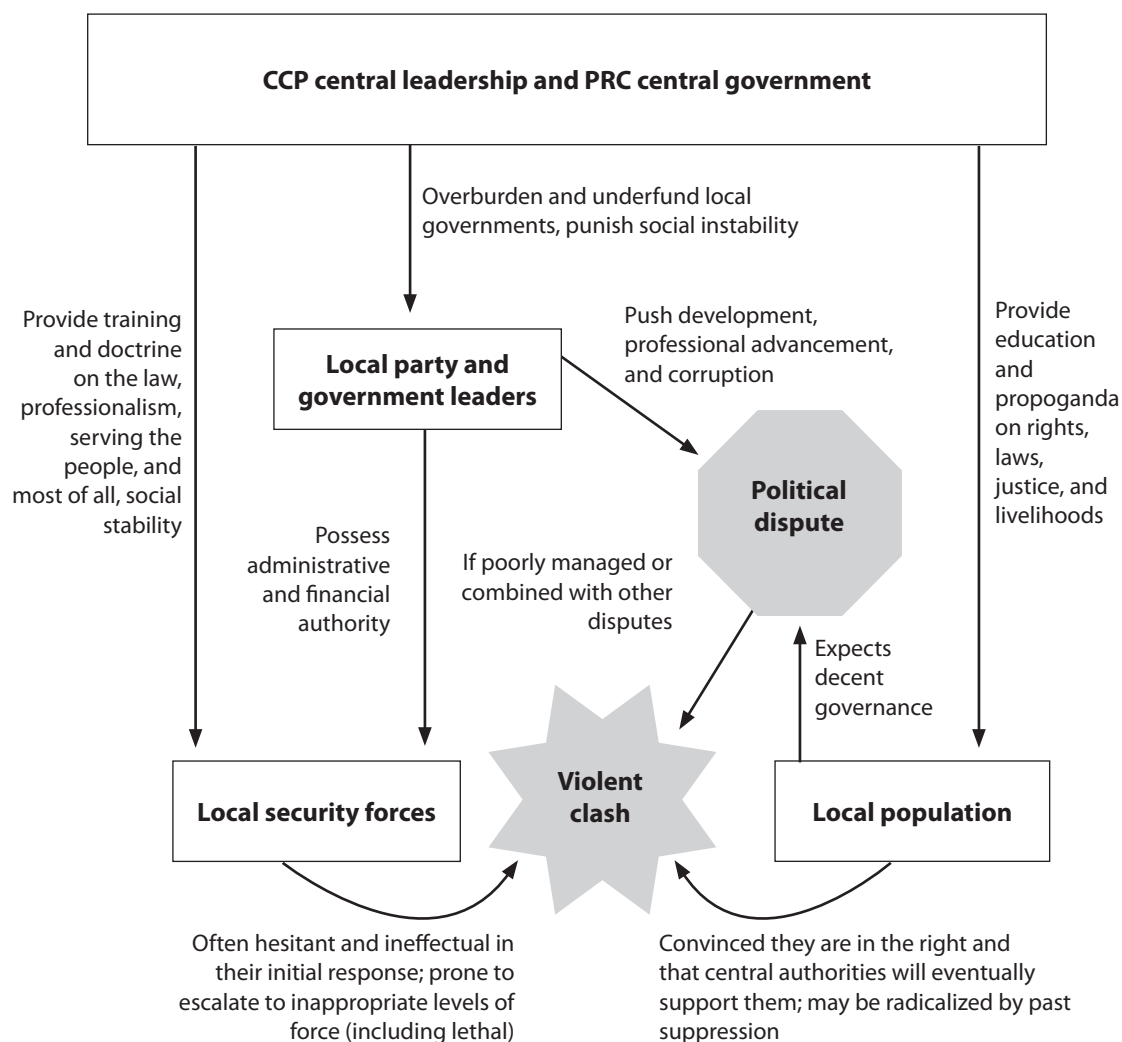 CCP central leadership and PRC central government
Overburden and underfund local
governments, punish social instability
Provide training
and doctrine
on the law,
professionalism,
serving the
people, and
most of all, social
stability
Local party and
government leaders
Push development,
professional advancement,
and corruption
Provide
education
and
propoganda
on rights,
laws,
justice, and
livelihoods
Political
dispute
Possess
administrative
and financial
authority
If poorly managed or
combined with other
disputes
Expects
decent
governance
Local security forces
Violent
clash
Local population
Often hesitant and ineffectual in
their initial response; prone to
escalate to inappropriate levels of
force (including lethal)
Convinced they are in the right and
that central authorities will eventually
support them; may be radicalized by past
suppression